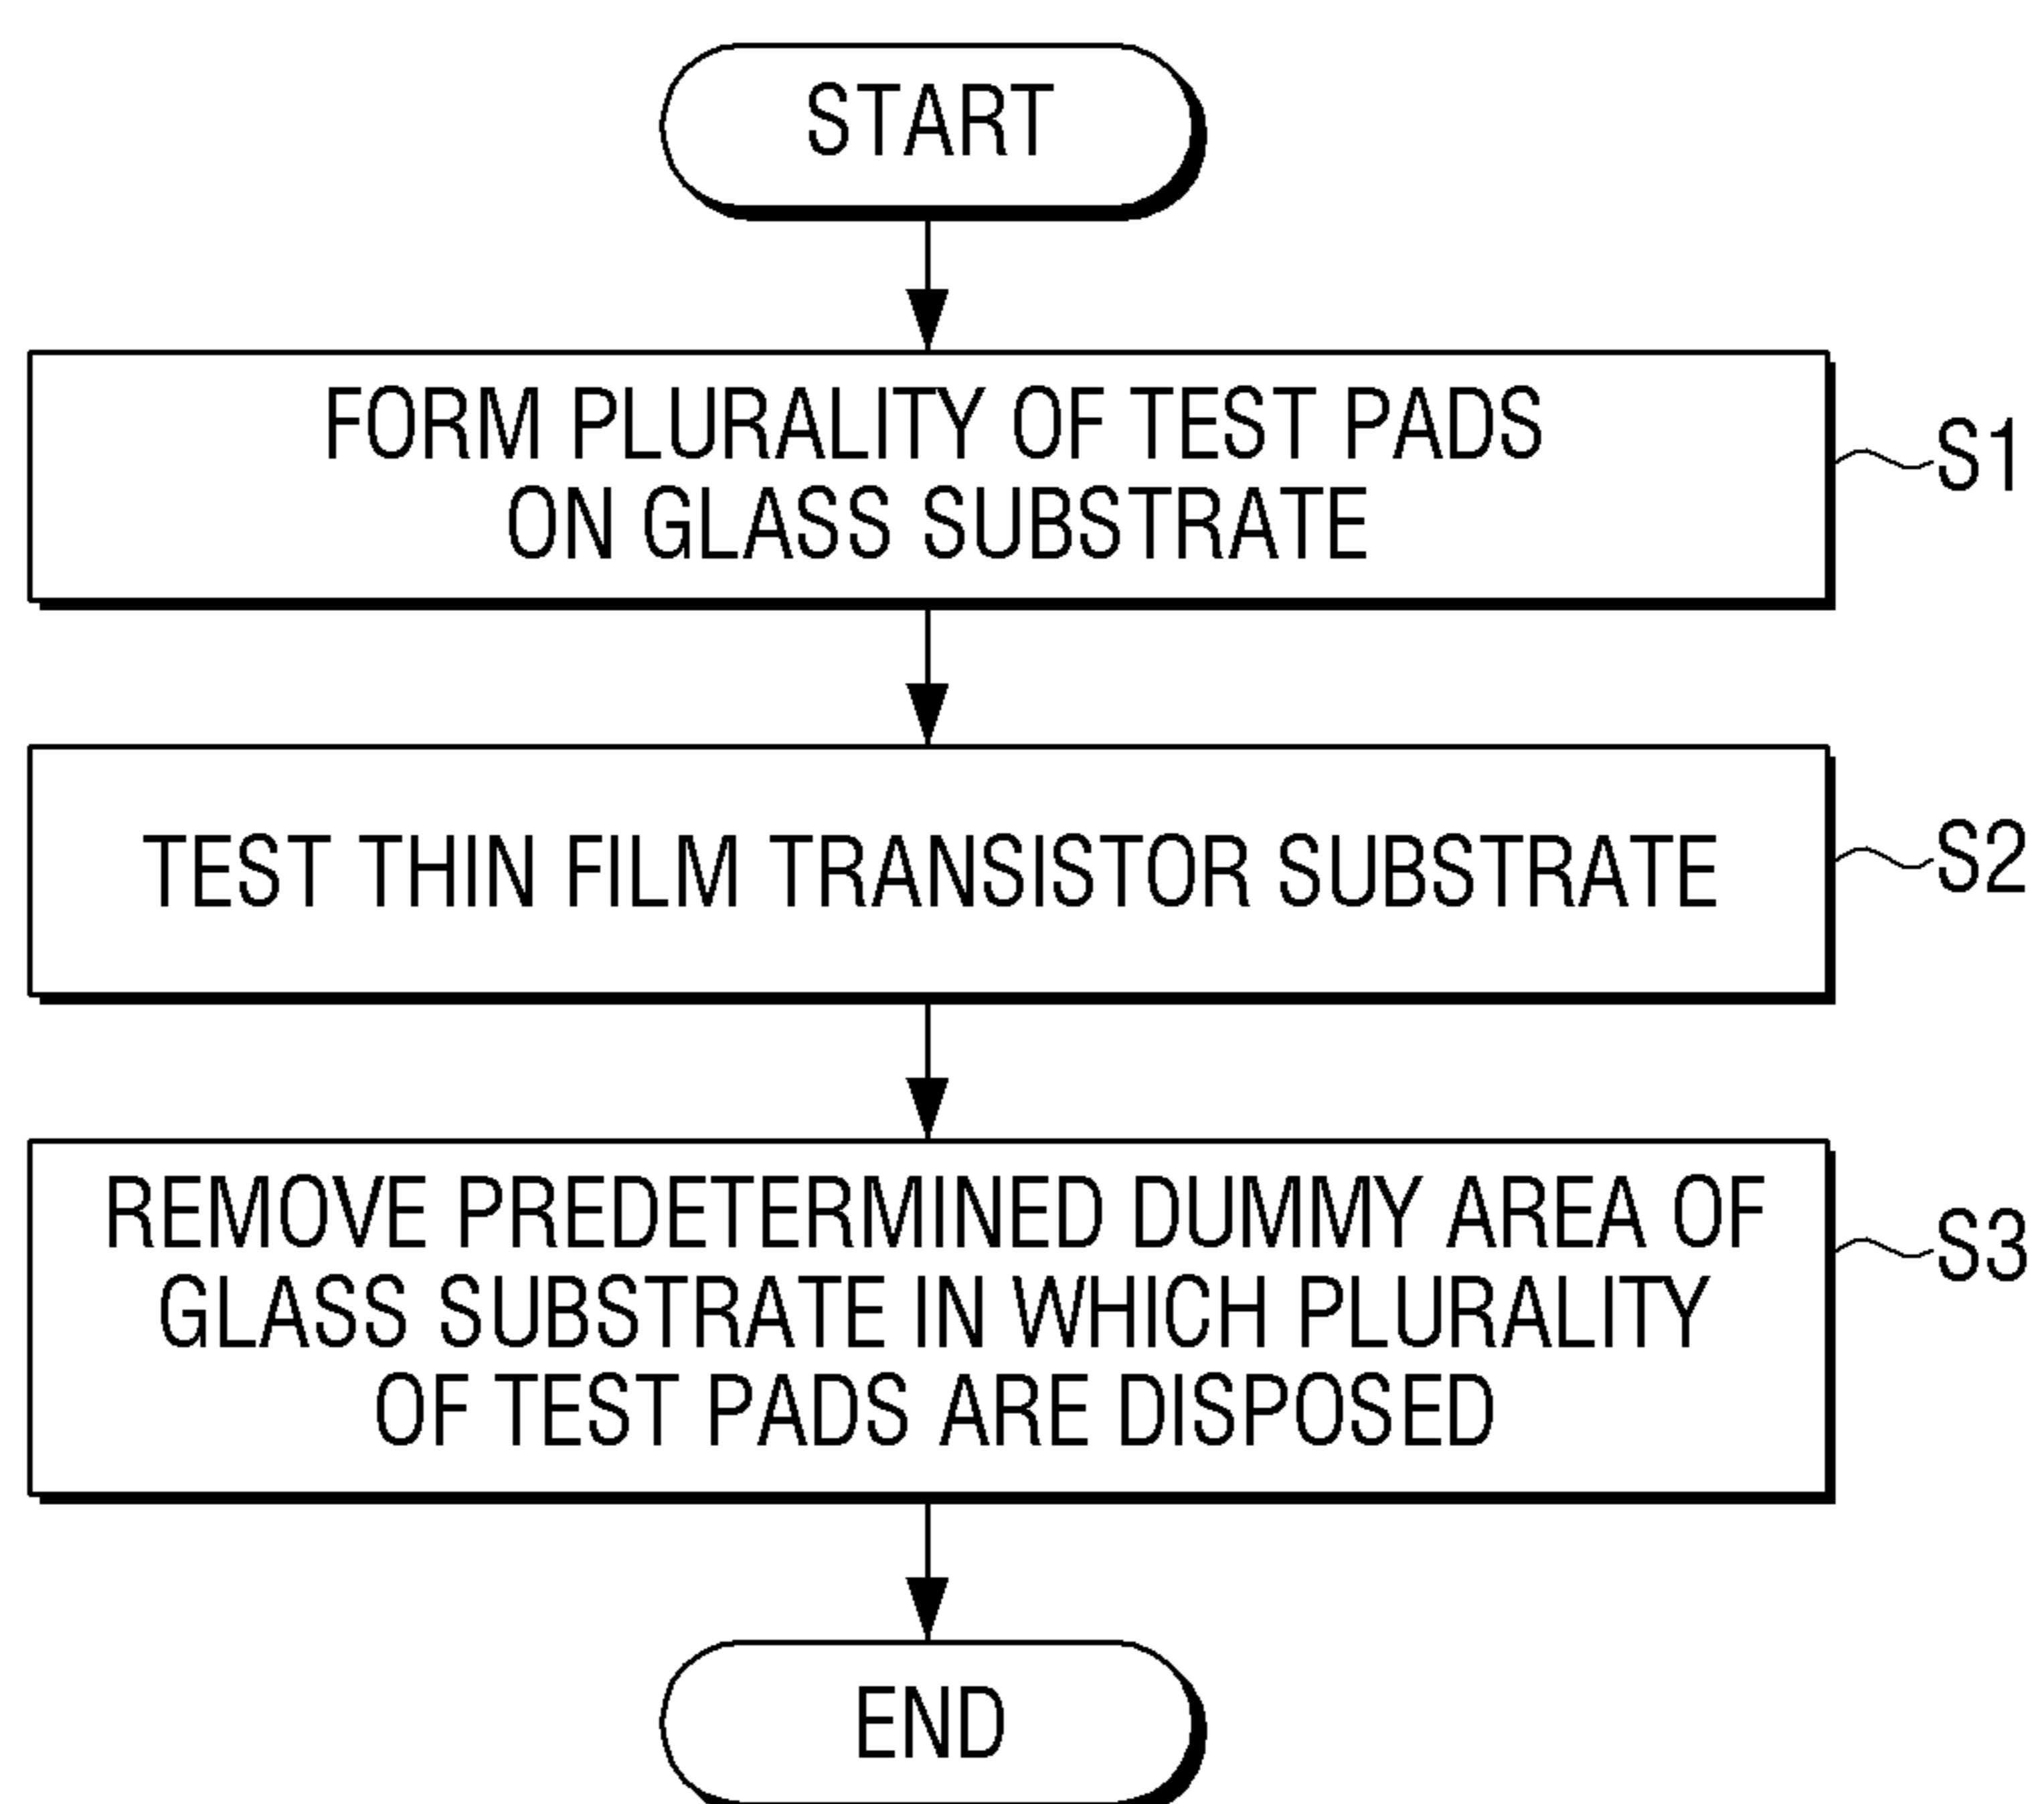 START
FORM PLURALITY OF TEST PADS
ON GLASS SUBSTRATE
S1
TEST THIN FILM TRANSISTOR SUBSTRATE
S2
REMOVE PREDETERMINED DUMMY AREA OF
GLASS SUBSTRATE IN WHICH PLURALITY
OF TEST PADS ARE DISPOSED
S3
END